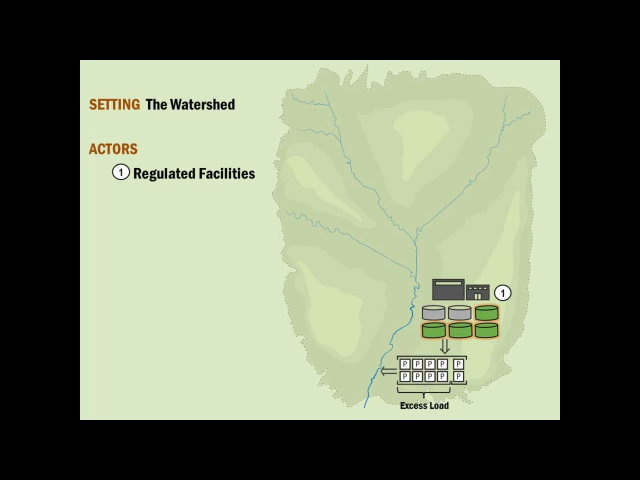 SETTING The Watershed
ACTORS
1 Regulated Facilities
1
P P P P P
P P P P P
Excess Load